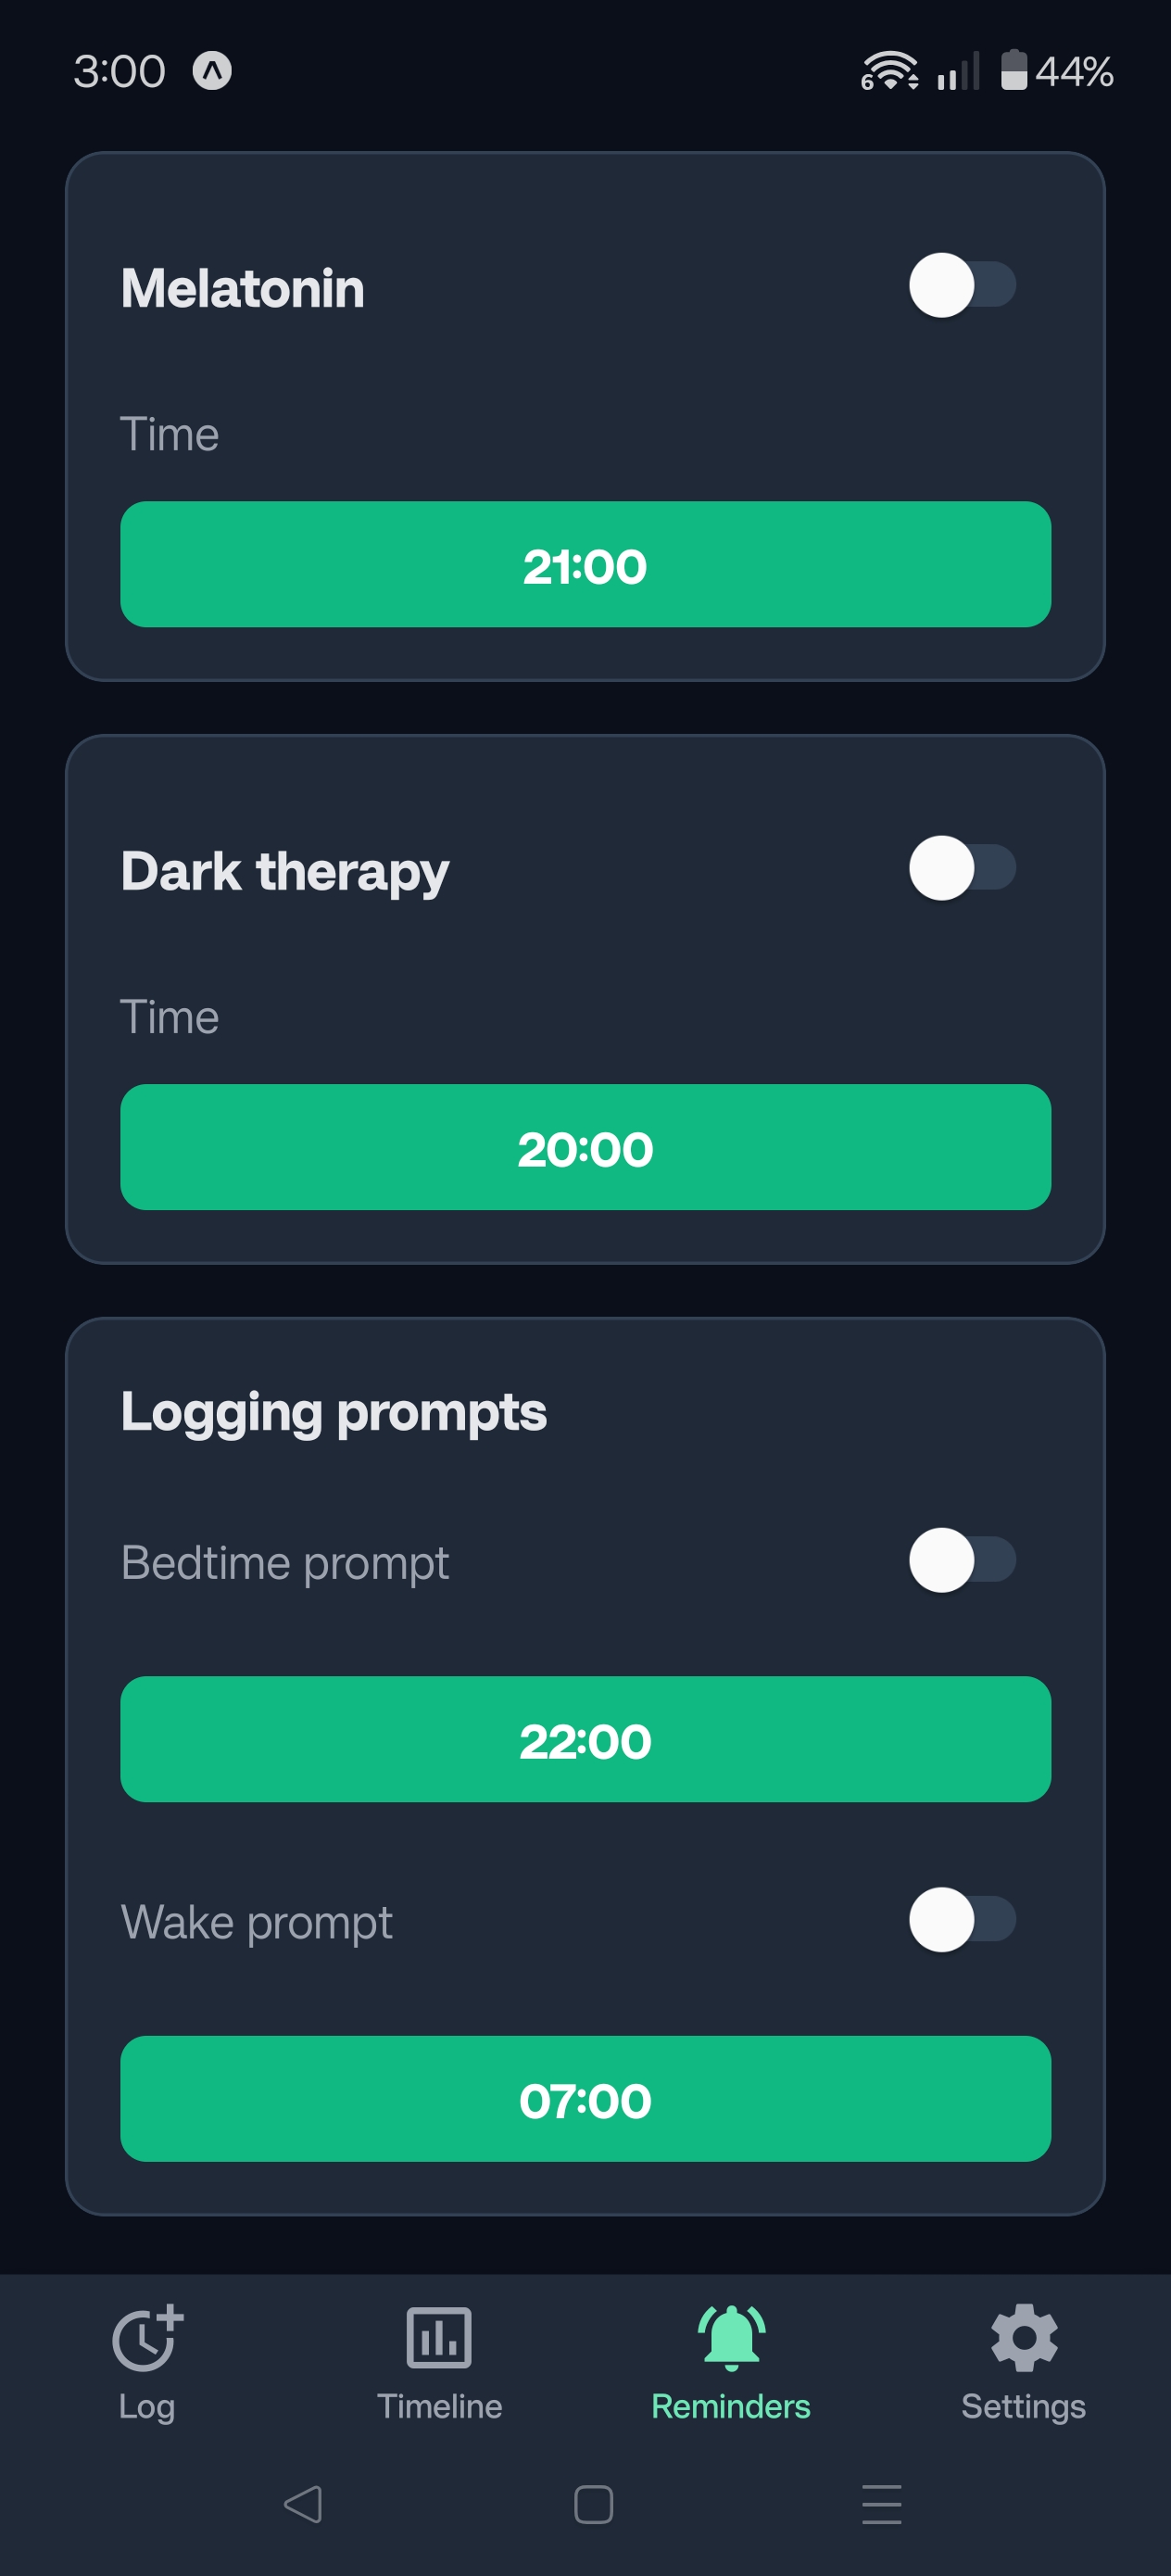 3:00
6
44%
Melatonin
Time
21:00
Dark therapy
Time
20:00
Logging prompts
Bedtime prompt
22:00
Wake prompt
07:00
Log
Timeline
Reminders
Settings